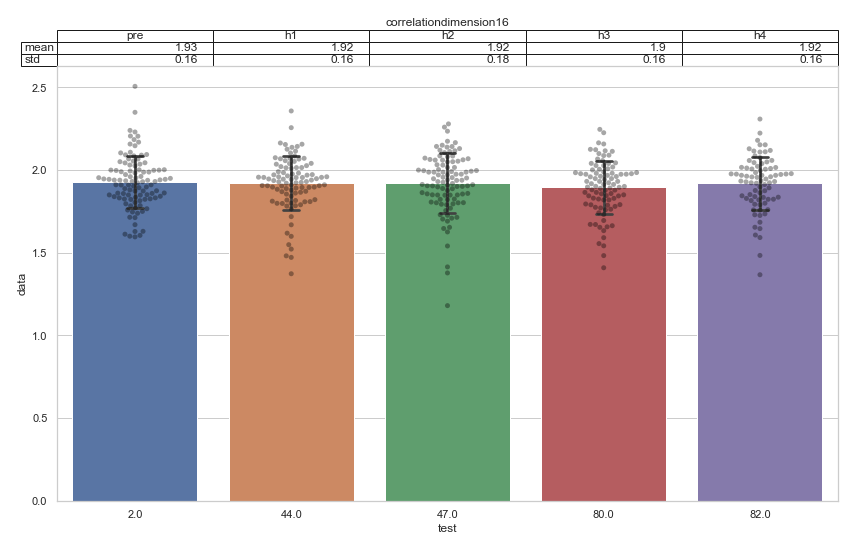 correlationdimension16
pre h1 h2 h3 h4
mean 1.93 1.92 1.92 1.9 1.92
std 0.16 0.16 0.18 0.16 0.16
2.5
2.0
1.5
1.0
0.5
0.0
data
2.0 44.0 47.0 80.0 82.0
test